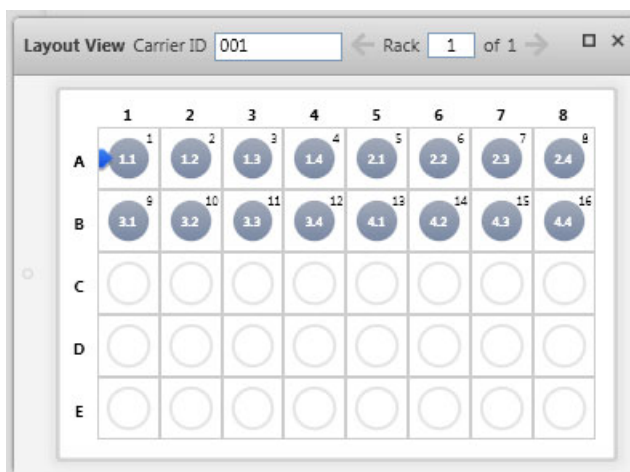 Layout View Carrier ID 001 Rack 1 of 1
1 2 3 4 5 6 7 8
1 2 3 4 5 6 7 8
A 1.1 1.2 1.3 1.4 2.1 2.2 2.3 2.4
9 10 11 12 13 14 15 16
B 3.1 3.2 3.3 3.4 4.1 4.2 4.3 4.4
C
D
E